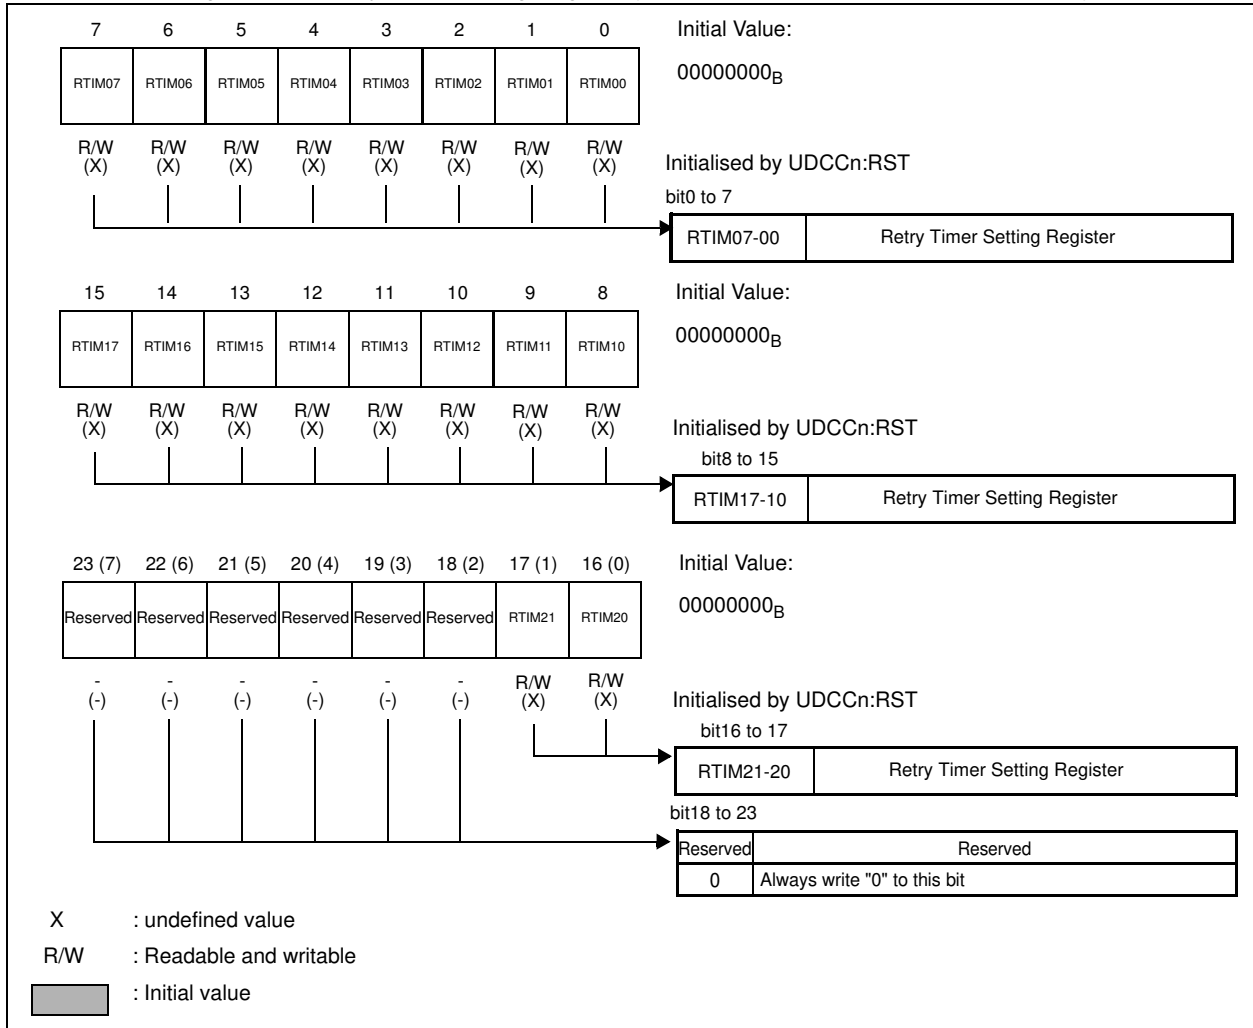 7 6 5 4 3 2 1 0 Initial Value:
RTIM07 RTIM06 RTIM05 RTIM04 RTIM03 RTIM02 RTIM01 RTIM00 00000000B
R/W R/W R/W R/W R/W R/W R/W R/W
(X) (X) (X) (X) (X) (X) (X) (X) Initialised by UDCCn:RST
bit0 to 7
RTIM07-00 Retry Timer Setting Register
15 14 13 12 11 10 9 8 Initial Value:
RTIM17 RTIM16 RTIM15 RTIM14 RTIM13 RTIM12 RTIM11 RTIM10 00000000B
R/W R/W R/W R/W R/W R/W R/W R/W
(X) (X) (X) (X) (X) (X) (X) (X) Initialised by UDCCn:RST
bit8 to 15
RTIM17-10 Retry Timer Setting Register
23 (7) 22 (6) 21 (5) 20 (4) 19 (3) 18 (2) 17 (1) 16 (0) Initial Value:
Reserved Reserved Reserved Reserved Reserved Reserved RTIM21 RTIM20 00000000B
- - - - - - R/W R/W
(-) (-) (-) (-) (-) (-) (X) (X) Initialised by UDCCn:RST
bit16 to 17
RTIM21-20 Retry Timer Setting Register
bit18 to 23
Reserved Reserved
0 Always write "0" to this bit
X : undefined value
R/W : Readable and writable
: Initial value